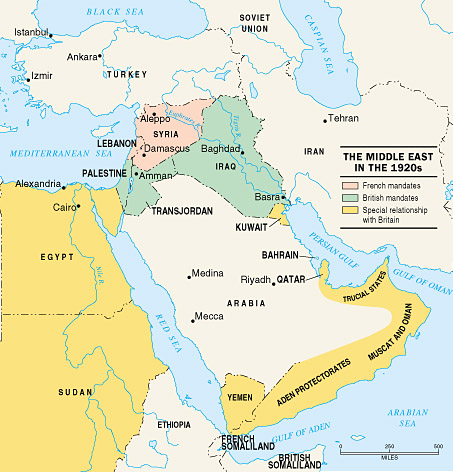 BLACK SEA
SOVIET
UNION
CASPIAN SEA
Istanbul
Ankara
Izmir
TURKEY
Aleppo
Euphrates R.
Tigris R.
SYRIA
LEBANON
Damascus
MEDITERRANEAN SEA
PALESTINE
Amman
Baghdad
IRAQ
Tehran
IRAN
THE MIDDLE EAST
IN THE 1920s
French mandates
British mandates
Special relationship
with Britain
Alexandria
Cairo
TRANSJORDAN
Basra
KUWAIT
PERSIAN GULF
BAHRAIN
GULF OF OMAN
EGYPT
Nile R.
Medina
Riyadh
QATAR
TRUCIAL STATES
ARABIA
Mecca
RED SEA
MUSCAT AND OMAN
ADEN PROTECTORATES
SUDAN
YEMEN
ARABIAN
SEA
ETHIOPIA
GULF OF ADEN
FRENCH
SOMALILAND
BRITISH
SOMALILAND
0 250 500
MILES